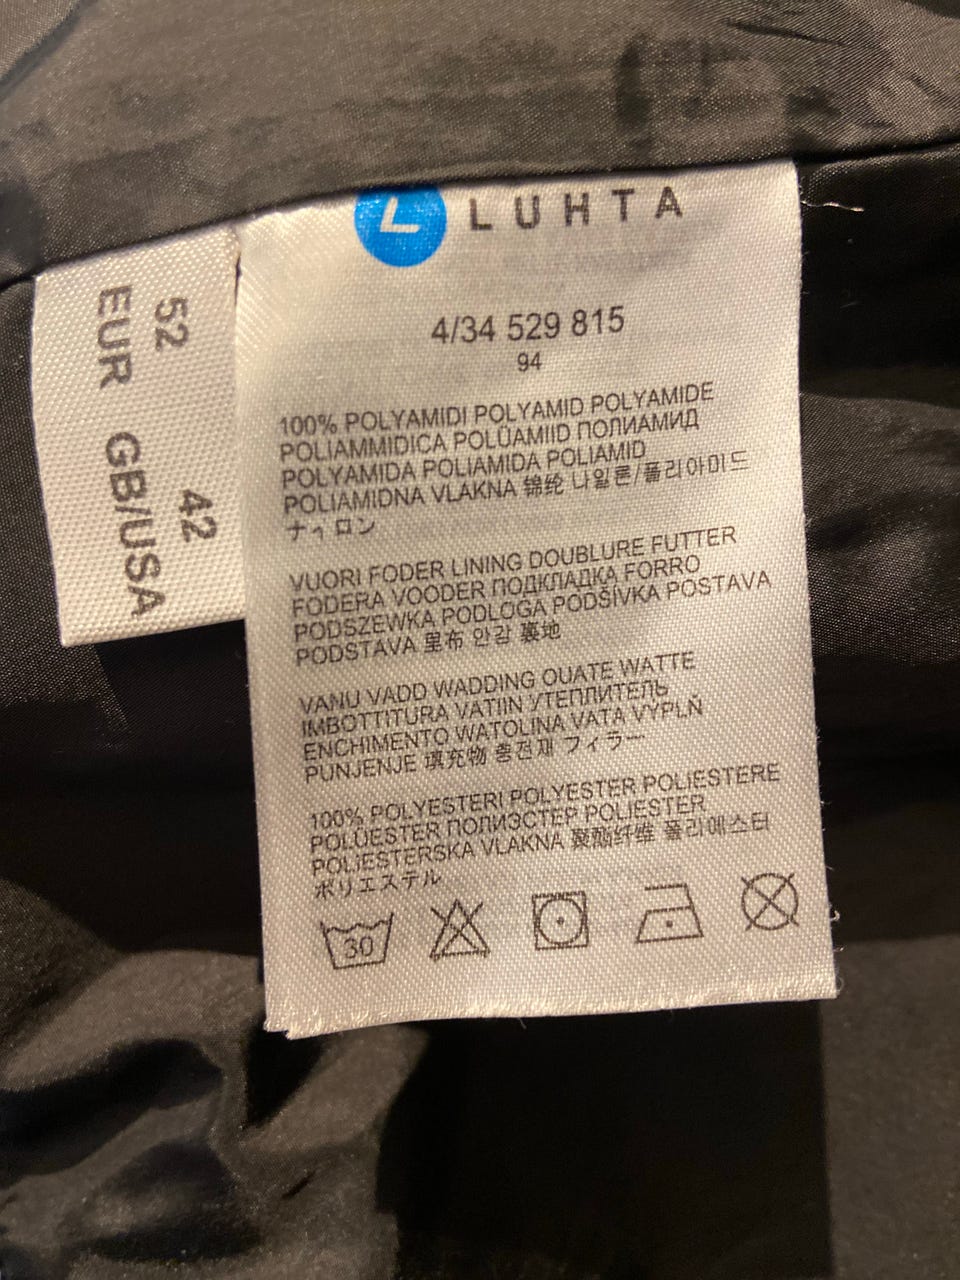 L LUHTA
4/34 529 815
94
100% POLYAMIDI POLYAMID POLYAMIDE
POLIAMMIDICA POLÜAMIID ПОЛИАМИД
POLYAMIDA POLIAMIDA POLIAMID
POLIAMIDNA VLAKNA 锦纶 나일론/폴리아미드
ナイロン
VUORI FODER LINING DOUBLURE FUTTER
FODERA VOODER ПОДКЛАДКА FORRO
PODSZEWKA PODLOGA PODŠÍVKA POSTAVA
PODSTAVA 里布 안감 裏地
VANU VADD WADDING OUATE WATTE
IMBOTTITURA VATIIN УТЕПЛИТЕЛЬ
ENCHIMENTO WATOLINA VATA VÝPLŇ
PUNJENJE 填充物 충전재 フィラー
100% POLYESTERI POLYESTER POLIESTERE
POLÜESTER ПОЛИЭСТЕР POLIESTER
POLIESTERSKA VLAKNA 聚酯纤维 폴리에스터
ポリエステル
30
52 42
EUR GB/USA